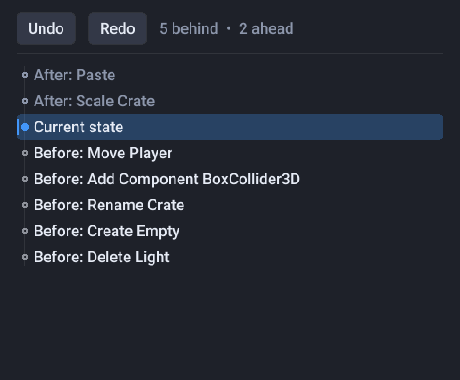 Undo Redo 5 behind · 2 ahead
After: Paste
After: Scale Crate
Current state
Before: Move Player
Before: Add Component BoxCollider3D
Before: Rename Crate
Before: Create Empty
Before: Delete Light